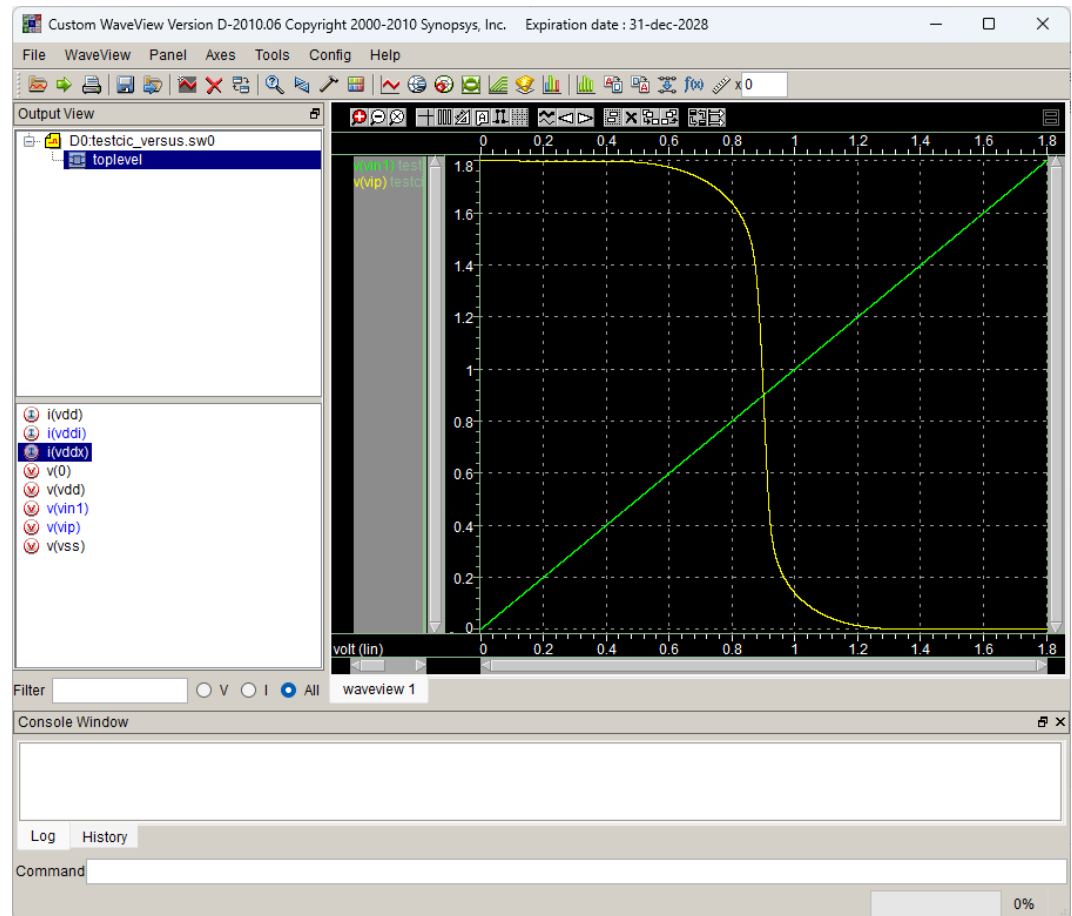 Custom WaveView Version D-2010.06 Copyright 2000-2010 Synopsys, Inc. Expiration date : 31-dec-2028
File WaveView Panel Axes Tools Config Help
f(x) x 0
Output View
D0:testcic_versus.sw0
toplevel
0 0.2 0.4 0.6 0.8 1 1.2 1.4 1.6 1.8
v(vin1) test
v(vip) testci
1.8
1.6
1.4
1.2
1
0.8
0.6
0.4
0.2
0
volt (lin) 0 0.2 0.4 0.6 0.8 1 1.2 1.4 1.6 1.8
i(vdd)
i(vddi)
i(vddx)
v(0)
v(vdd)
v(vin1)
v(vip)
v(vss)
Filter V I All waveview 1
Console Window
Log History
Command
0%